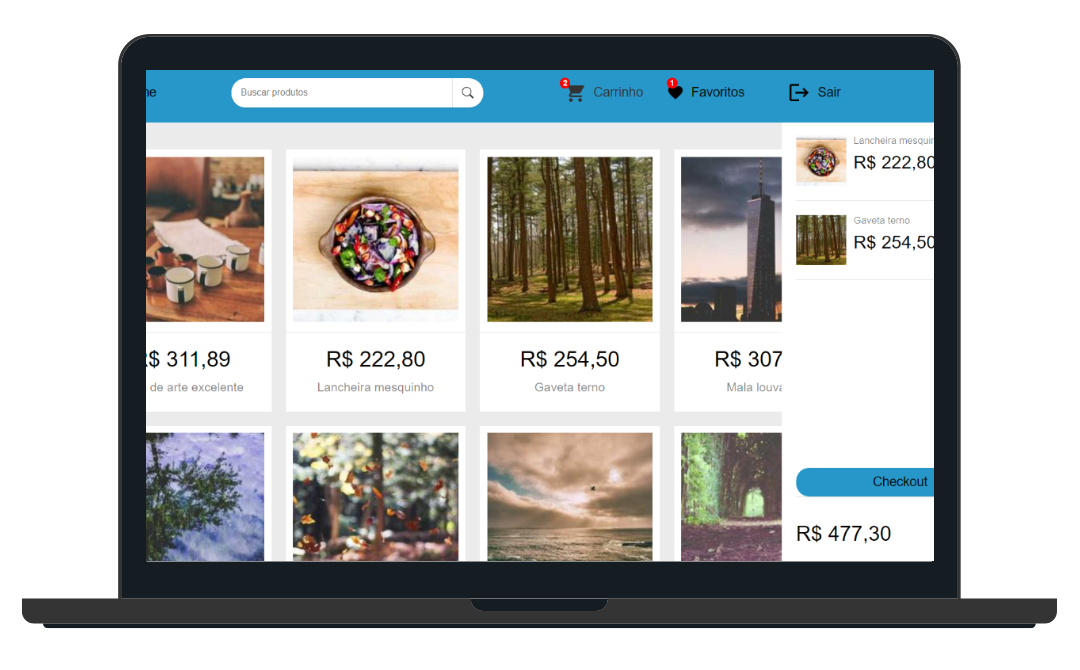 Buscar produtos
2
Carrinho
1
Favoritos
Sair
Lancheira mesquin
R$ 222,80
Gaveta terno
R$ 254,50
R$ 311,89
de arte excelente
R$ 222,80
Lancheira mesquinho
R$ 254,50
Gaveta terno
R$ 307
Mala louva
Checkout
R$ 477,30